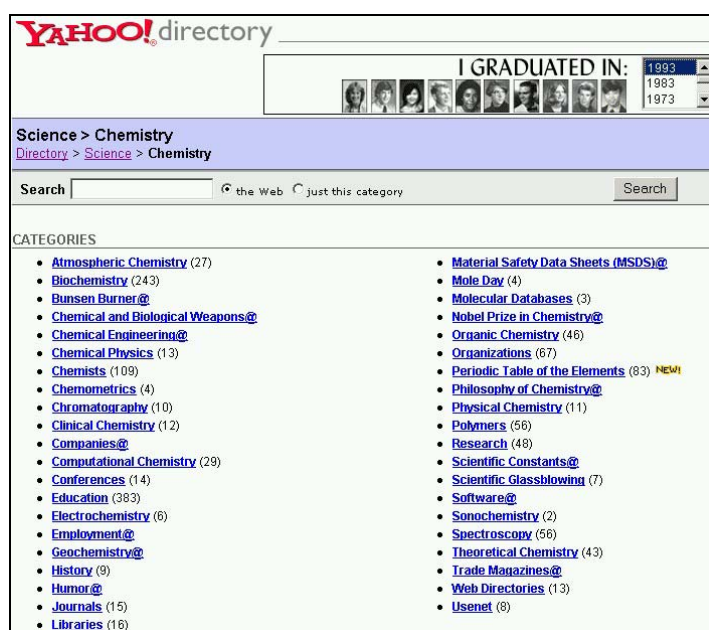 YAHOO! directory
I GRADUATED IN:
1993
1983
1973
Science > Chemistry
Directory > Science > Chemistry
Search the Web just this category Search
CATEGORIES
Atmospheric Chemistry (27)
Biochemistry (243)
Bunsen Burner@
Chemical and Biological Weapons@
Chemical Engineering@
Chemical Physics (13)
Chemists (109)
Chemometrics (4)
Chromatography (10)
Clinical Chemistry (12)
Companies@
Computational Chemistry (29)
Conferences (14)
Education (383)
Electrochemistry (6)
Employment@
Geochemistry@
History (9)
Humor@
Journals (15)
Libraries (16)
Material Safety Data Sheets (MSDS)@
Mole Day (4)
Molecular Databases (3)
Nobel Prize in Chemistry@
Organic Chemistry (46)
Organizations (67)
Periodic Table of the Elements (83) NEW!
Philosophy of Chemistry@
Physical Chemistry (11)
Polymers (56)
Research (48)
Scientific Constants@
Scientific Glassblowing (7)
Software@
Sonochemistry (2)
Spectroscopy (56)
Theoretical Chemistry (43)
Trade Magazines@
Web Directories (13)
Usenet (8)